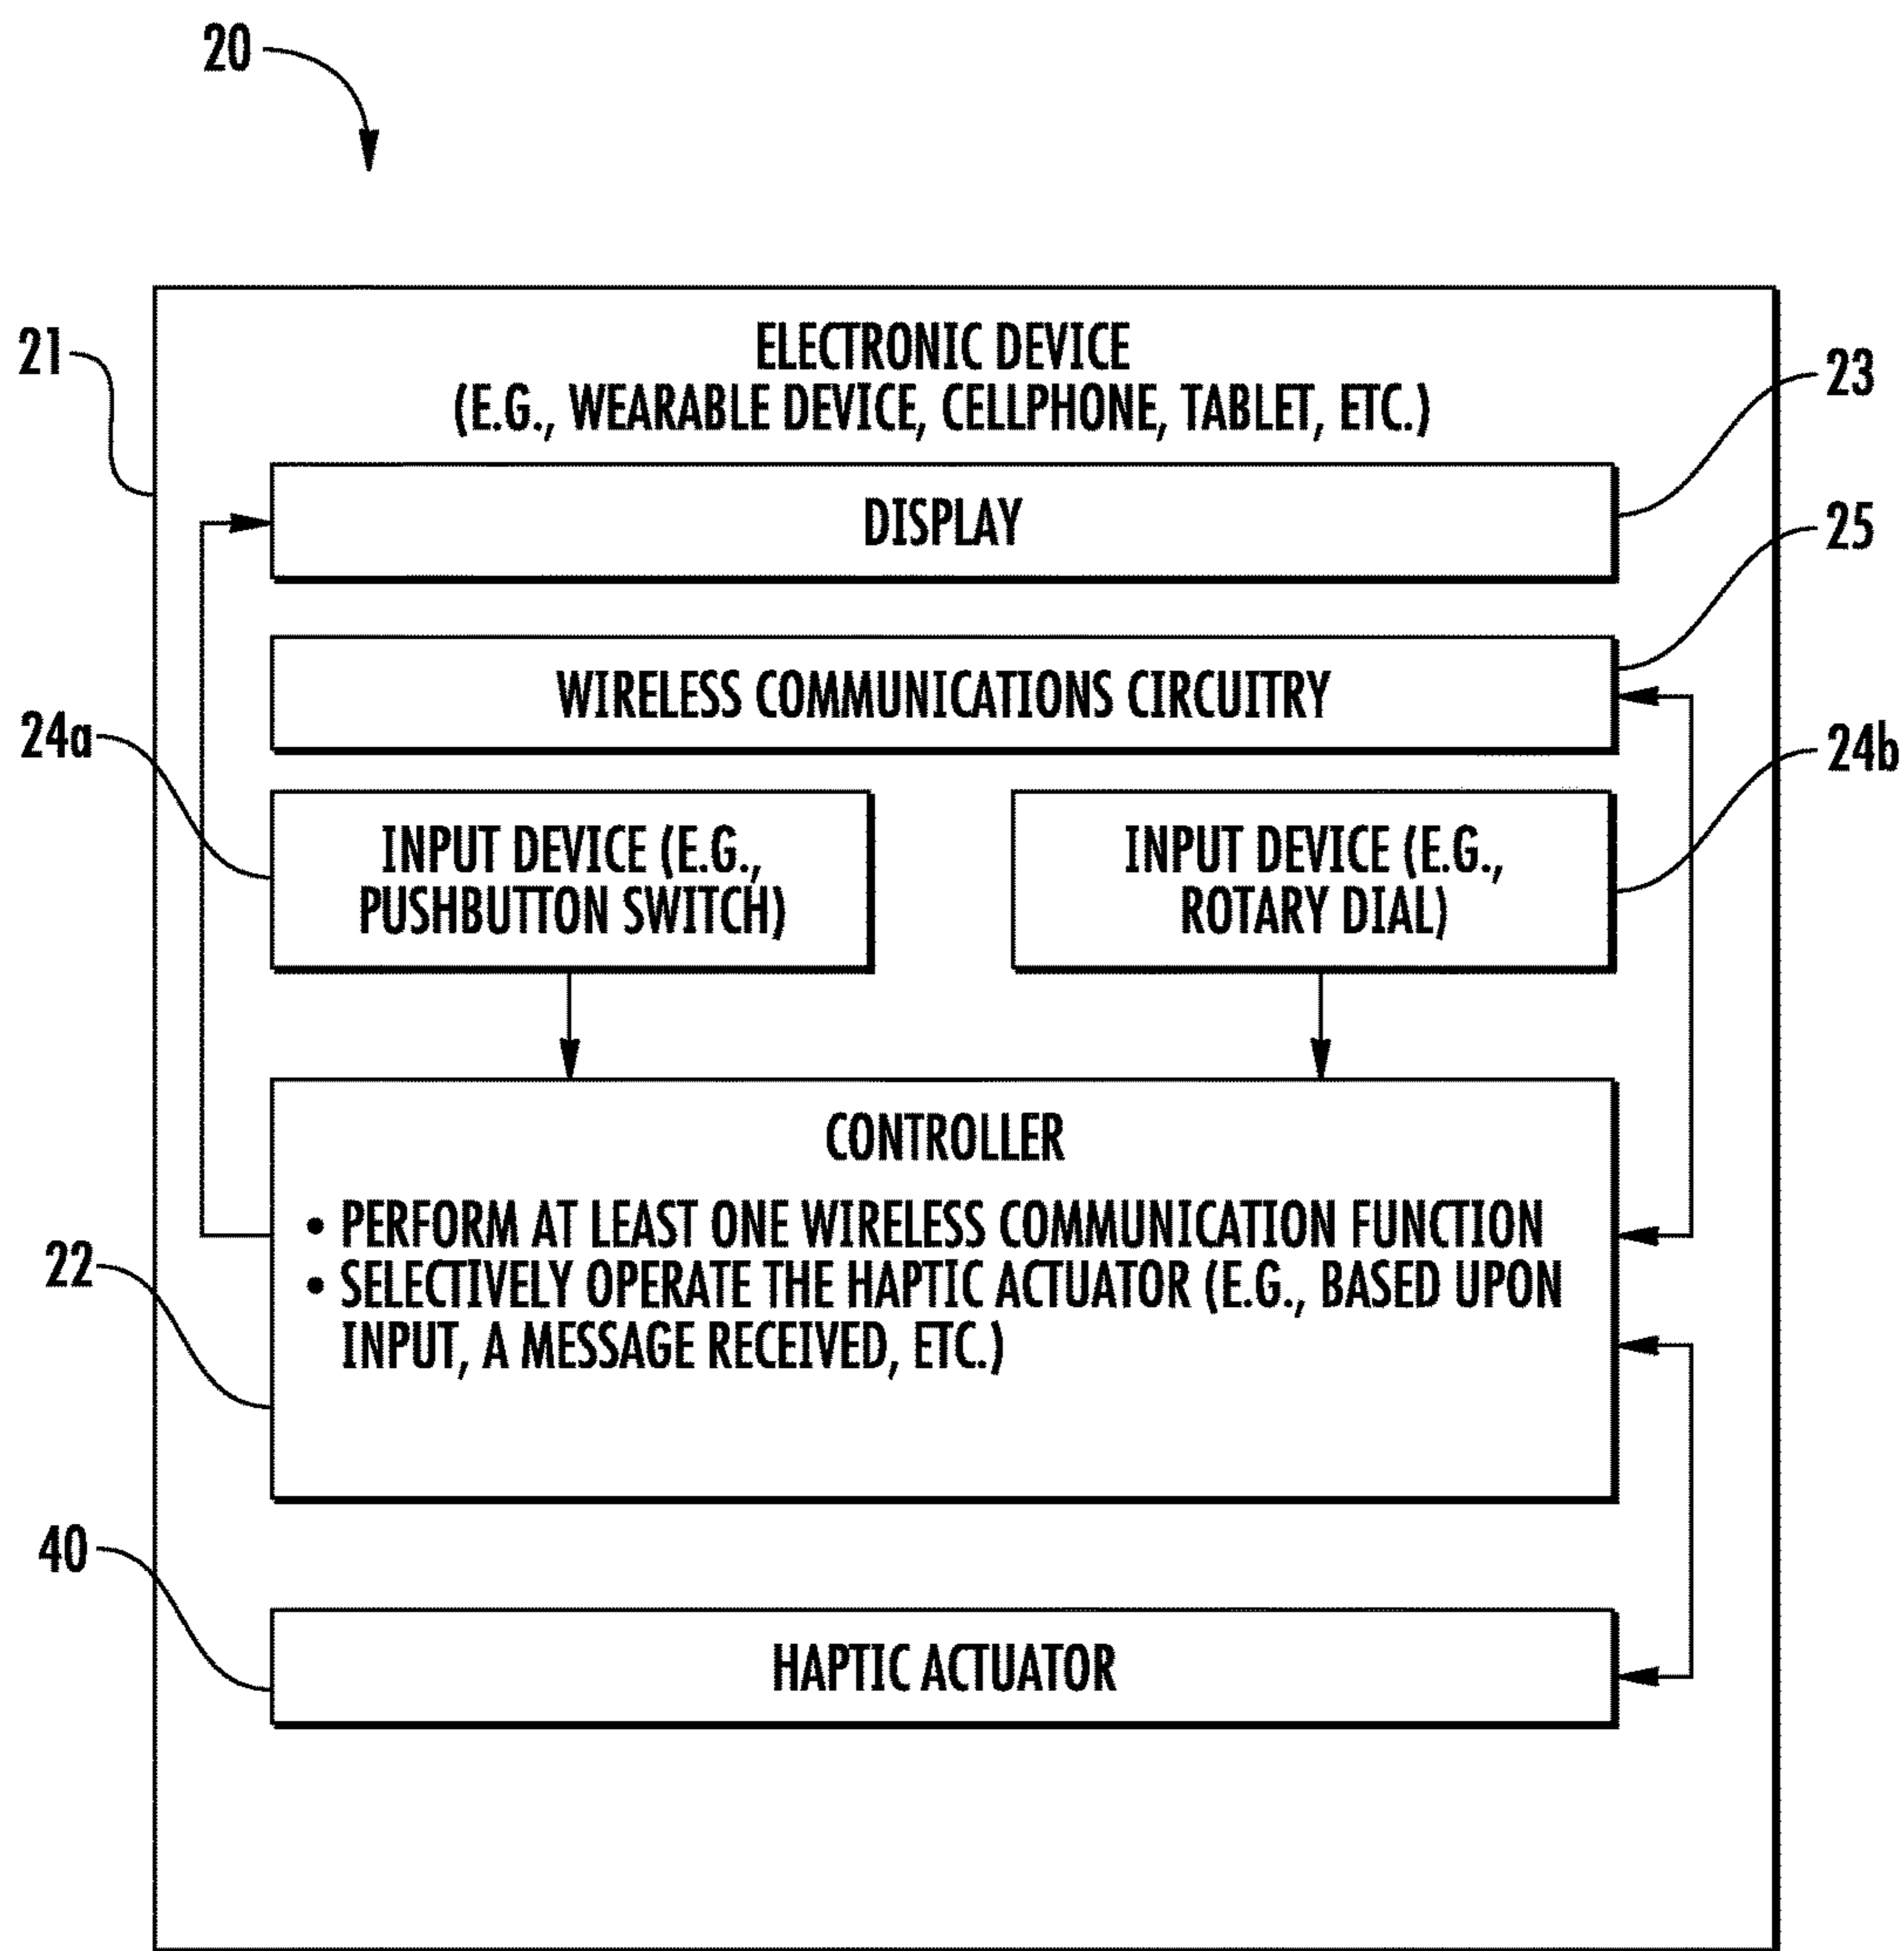 20
21
ELECTRONIC DEVICE
(E.G., WEARABLE DEVICE, CELLPHONE, TABLET, ETC.)
23
DISPLAY
25
WIRELESS COMMUNICATIONS CIRCUITRY
24a
24b
INPUT DEVICE (E.G.,
PUSHBUTTON SWITCH)
INPUT DEVICE (E.G.,
ROTARY DIAL)
CONTROLLER
• PERFORM AT LEAST ONE WIRELESS COMMUNICATION FUNCTION
22
• SELECTIVELY OPERATE THE HAPTIC ACTUATOR (E.G., BASED UPON
INPUT, A MESSAGE RECEIVED, ETC.)
40
HAPTIC ACTUATOR